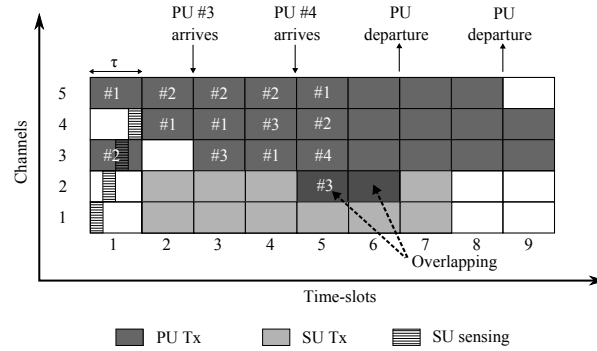 PU #3 PU #4 PU PU
arrives arrives departure departure
τ
5 #1 #2 #2 #2 #1
4 #1 #1 #3 #2
3 #2 #3 #1 #4
2 #3
1
1 2 3 4 5 6 7 8 9
Channels
Overlapping
Time-slots
PU Tx SU Tx SU sensing